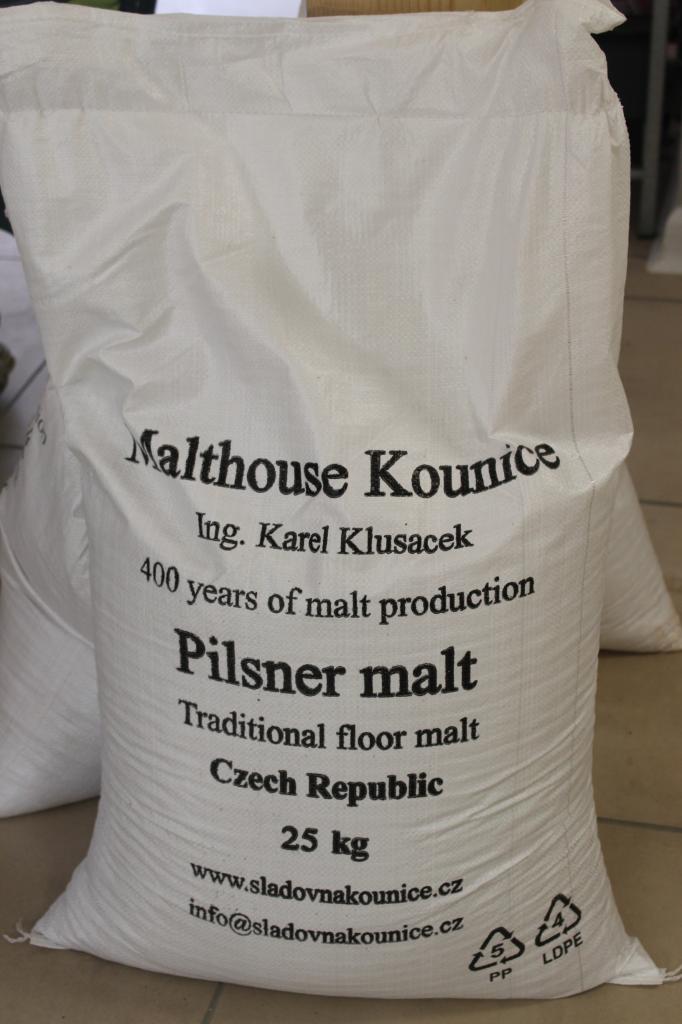 Malthouse Kounice
Ing. Karel Klusacek
400 years of malt production
Pilsner malt
Traditional floor malt
Czech Republic
25 kg
www.sladovnakounice.cz
info@sladovnakounice.cz
5
PP
4
LDPE